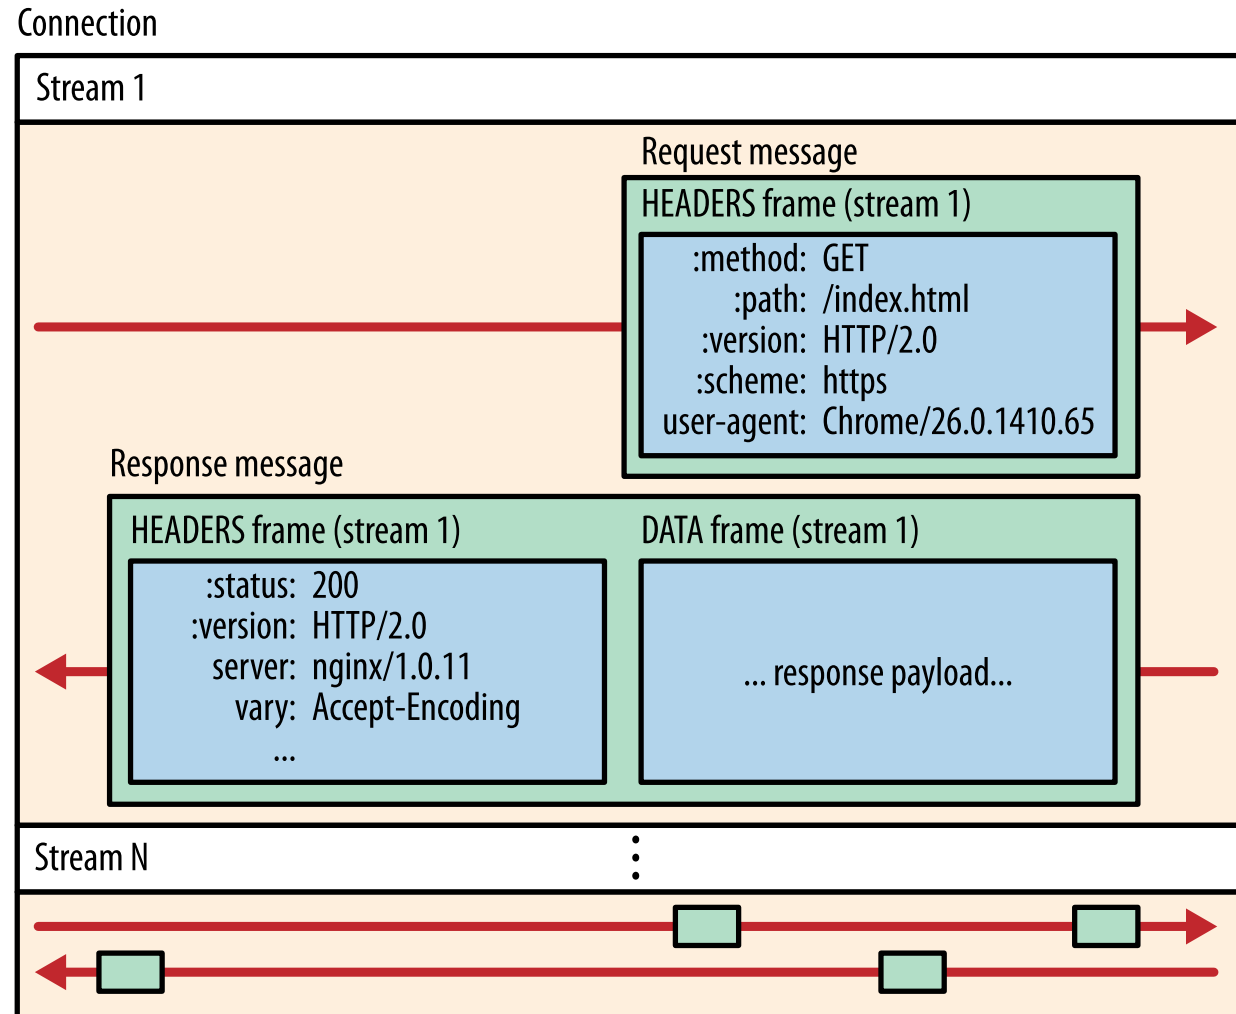 Connection
Stream 1
Request message
HEADERS frame (stream 1)
:method: GET
:path: /index.html
:version: HTTP/2.0
:scheme: https
user-agent: Chrome/26.0.1410.65
Response message
HEADERS frame (stream 1)
:status: 200
:version: HTTP/2.0
server: nginx/1.0.11
vary: Accept-Encoding
...
DATA frame (stream 1)
... response payload...
Stream N